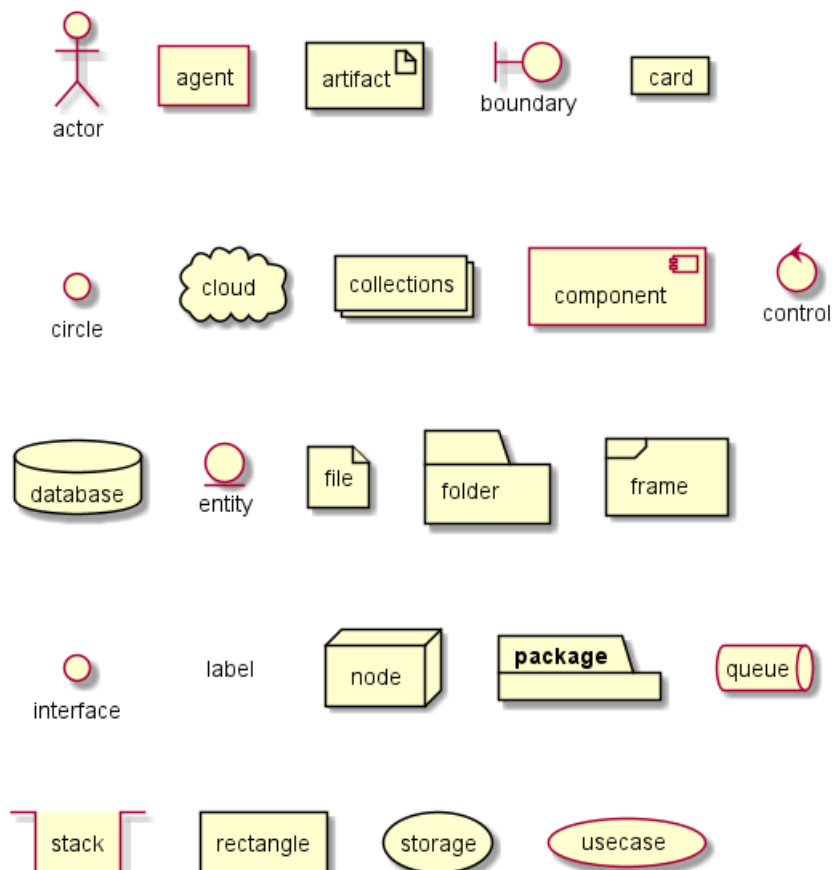 actor
agent
artifact
boundary
card
circle
cloud
collections
component
control
database
entity
file
folder
frame
interface
label
node
package
queue
stack
rectangle
storage
usecase